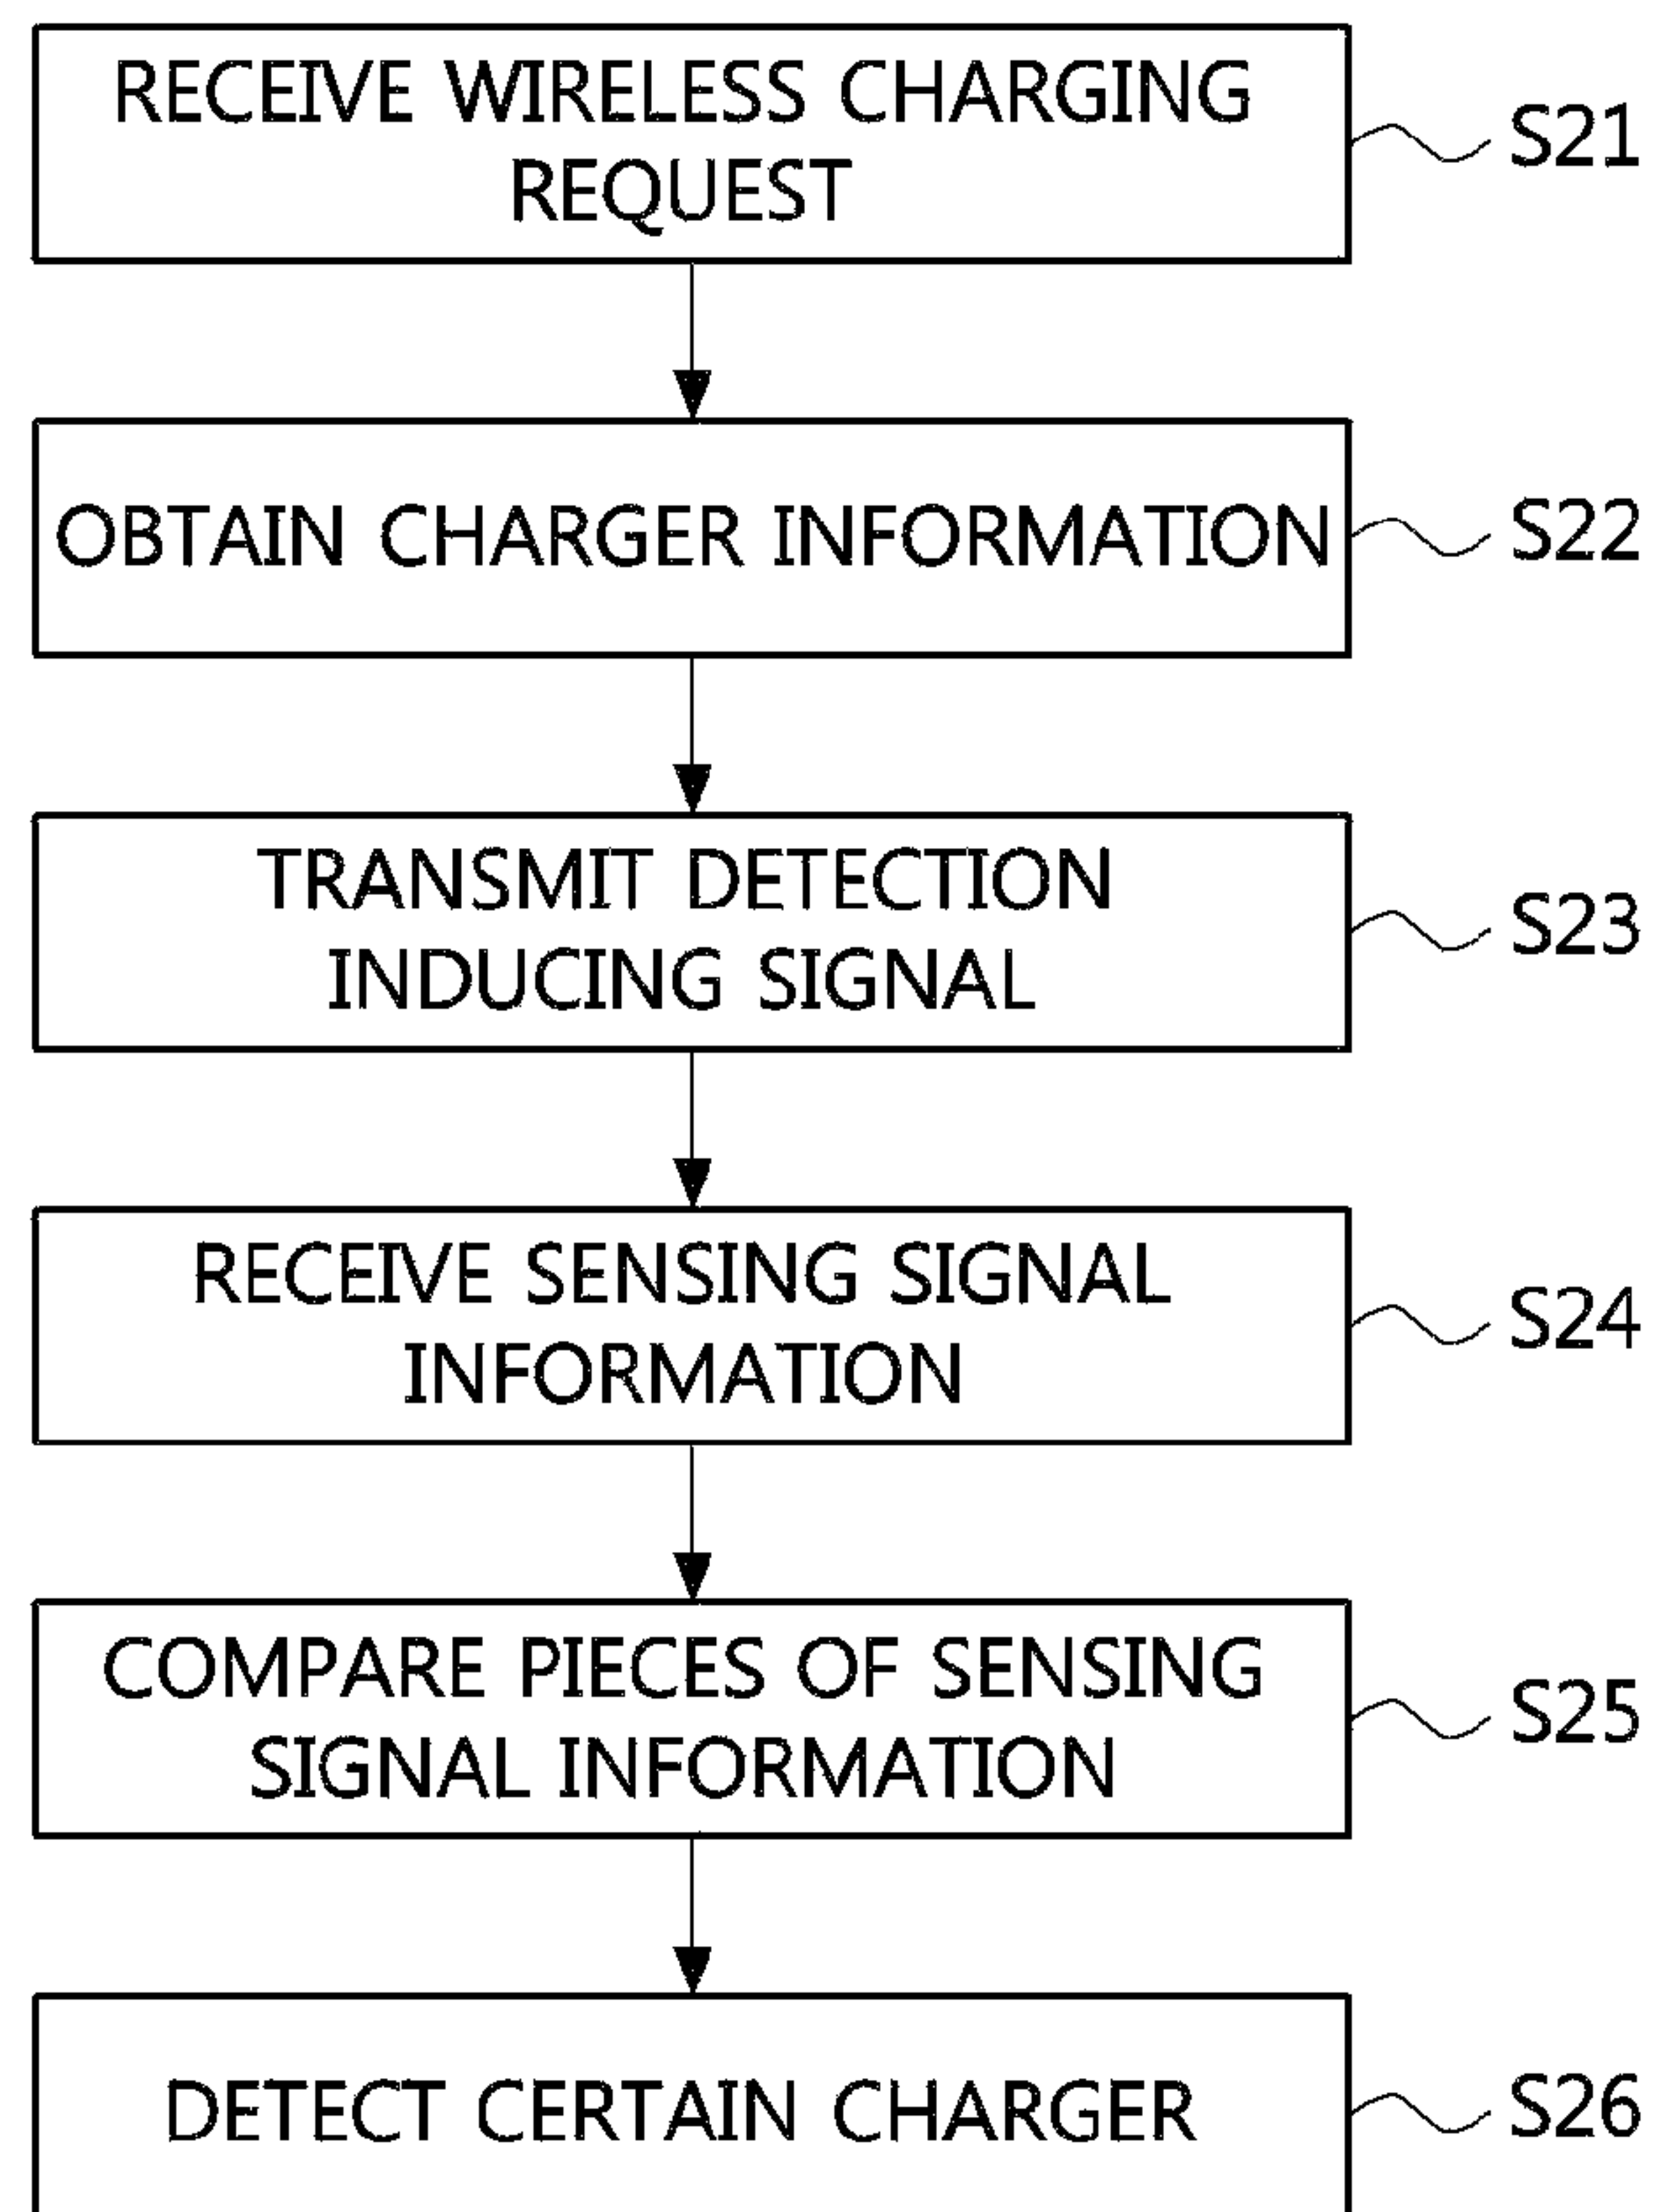 RECEIVE WIRELESS CHARGING
REQUEST
S21
OBTAIN CHARGER INFORMATION
S22
TRANSMIT DETECTION
INDUCING SIGNAL
S23
RECEIVE SENSING SIGNAL
INFORMATION
S24
COMPARE PIECES OF SENSING
SIGNAL INFORMATION
S25
DETECT CERTAIN CHARGER
S26